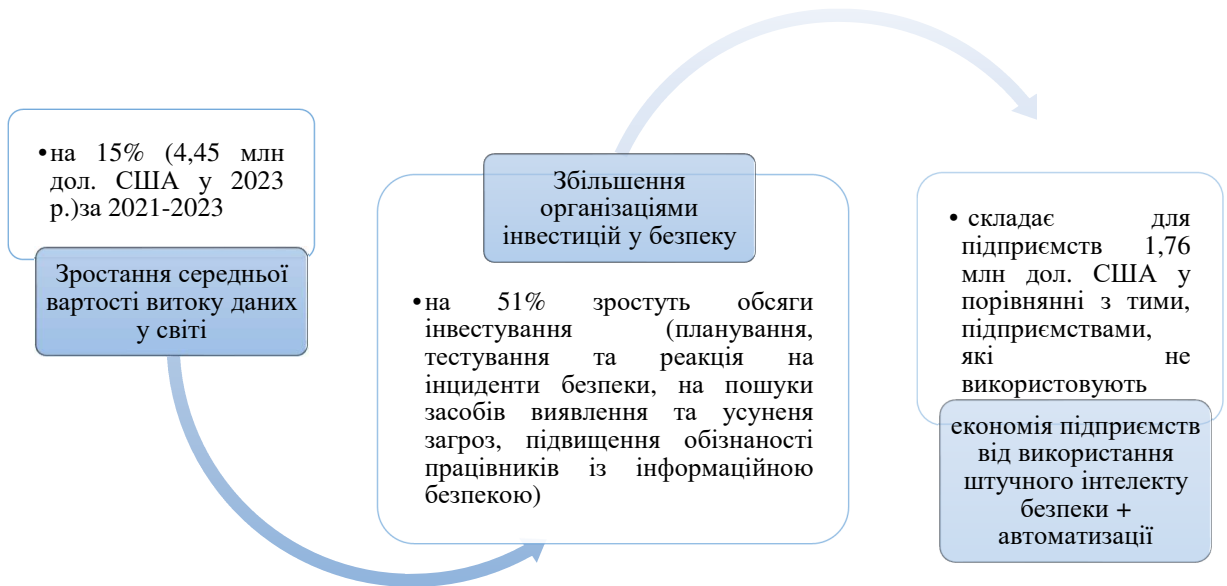 •на 15% (4,45 млн
дол. США у 2023
р.)за 2021-2023
Зростання середньої
вартості витоку даних
у світі
Збільшення
організаціями
інвестицій у безпеку
•на 51% зростуть обсяги
інвестування (планування,
тестування та реакція на
інциденти безпеки, на пошуки
засобів виявлення та усуненя
загроз, підвищення обізнаності
працівників із інформаційною
безпекою)
• складає для
підприємств 1,76
млн дол. США у
порівнянні з тими,
підприємствами,
які не
використовують
економія підприємств
від використання
штучного інтелекту
безпеки +
автоматизації